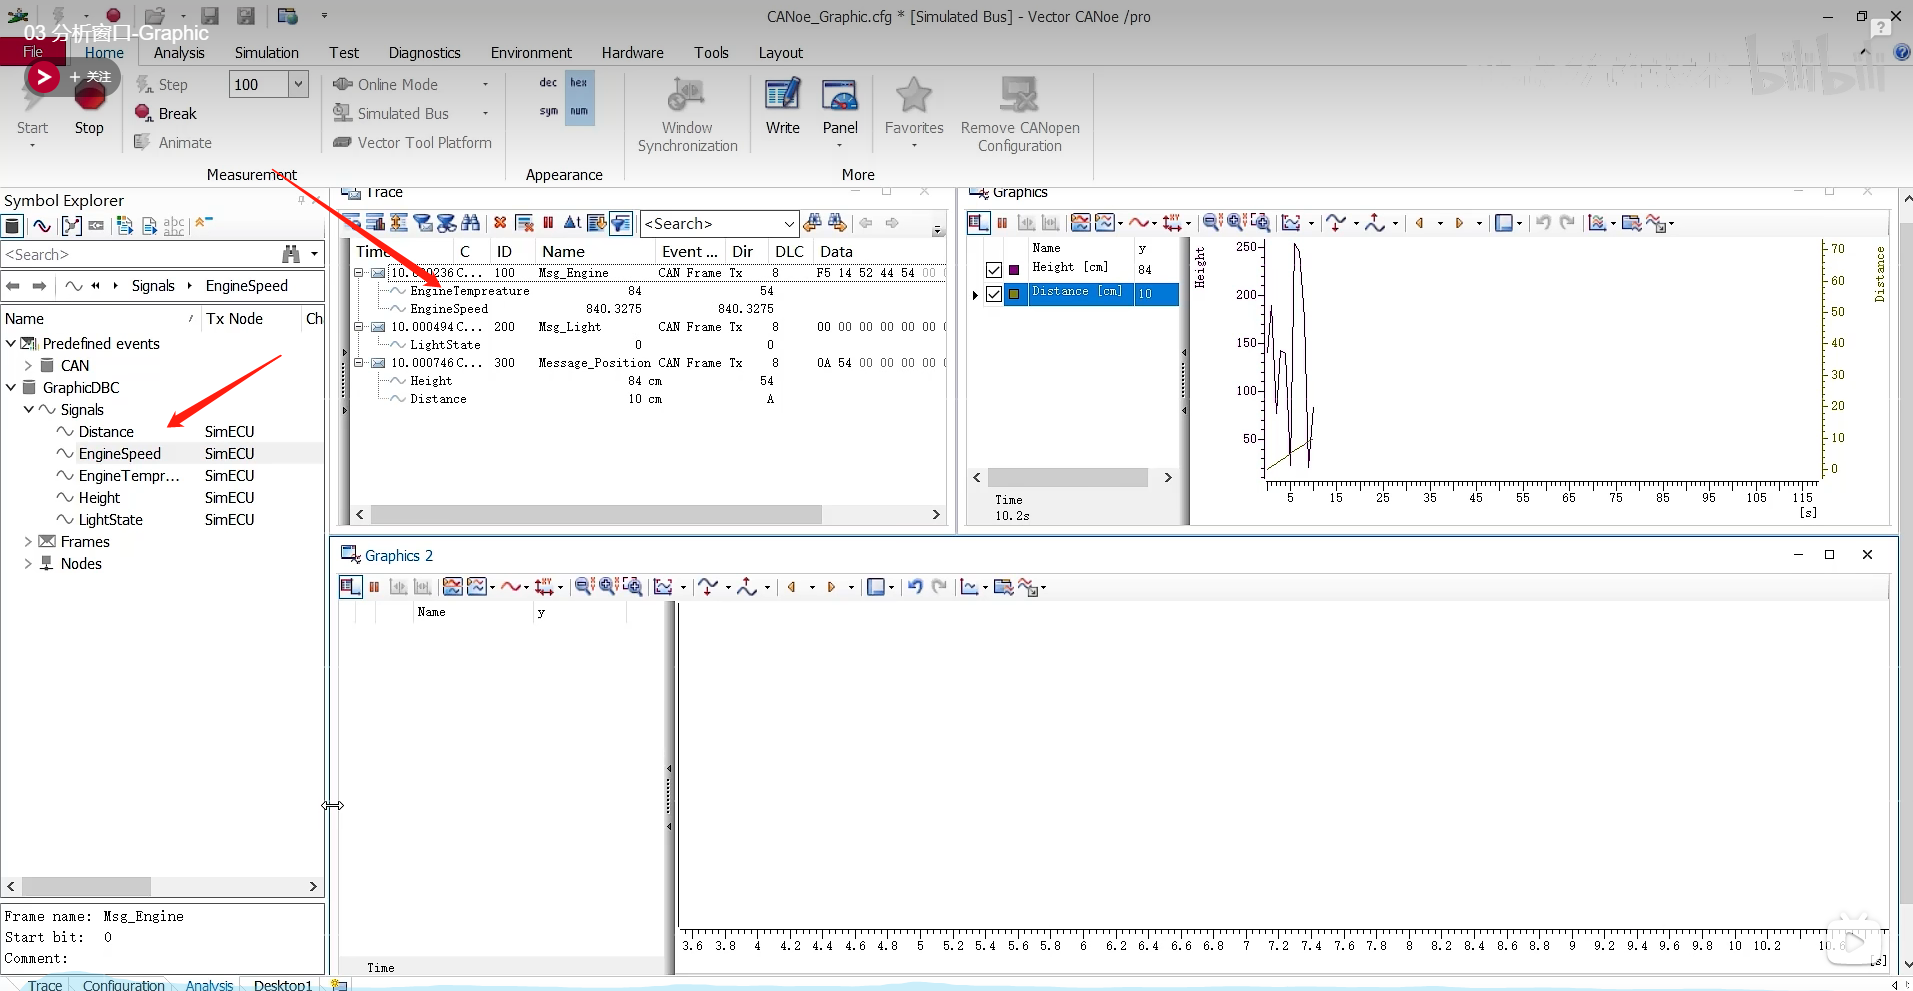 CANoe_Graphic.cfg * [Simulated Bus] - Vector CANoe /pro
03 分析窗口-Graphic
File Home Analysis Simulation Test Diagnostics Environment Hardware Tools Layout
+ 关注
bilibili
Start
Stop
Step 100
Break
Animate
Online Mode
Simulated Bus
Vector Tool Platform
dec hex
sym num
Window
Synchronization
Write
Panel
Favorites
Remove CANopen
Configuration
Measurement Appearance More
Symbol Explorer
<Search>
Signals EngineSpeed
Name / Tx Node Ch
Predefined events
CAN
GraphicDBC
Signals
Distance SimECU
EngineSpeed SimECU
EngineTempr... SimECU
Height SimECU
LightState SimECU
Frames
Nodes
Frame name: Msg_Engine
Start bit: 0
Comment:
Trace
<Search>
Time C ID Name Event ... Dir DLC Data
10.000236 C... 100 Msg_Engine CAN Frame Tx 8 F5 14 52 44 54 00 00
EngineTempreature 84 54
EngineSpeed 840.3275 840.3275
10.000494 C... 200 Msg_Light CAN Frame Tx 8 00 00 00 00 00 00
LightState 0 0
10.000746 C... 300 Message_Position CAN Frame Tx 8 0A 54 00 00 00 00
Height 84 cm 54
Distance 10 cm A
Graphics
Name y
Height [cm] 84
Distance [cm] 10
Time
10.2s
Height
250
200
150
100
50
Distance
70
60
50
40
30
20
10
0
5 15 25 35 45 55 65 75 85 95 105 115
[s]
Graphics 2
Name y
Time
3.6 3.8 4 4.2 4.4 4.6 4.8 5 5.2 5.4 5.6 5.8 6 6.2 6.4 6.6 6.8 7 7.2 7.4 7.6 7.8 8 8.2 8.4 8.6 8.8 9 9.2 9.4 9.6 9.8 10 10.2 10.6
[s]
Trace Configuration Analysis Desktop1